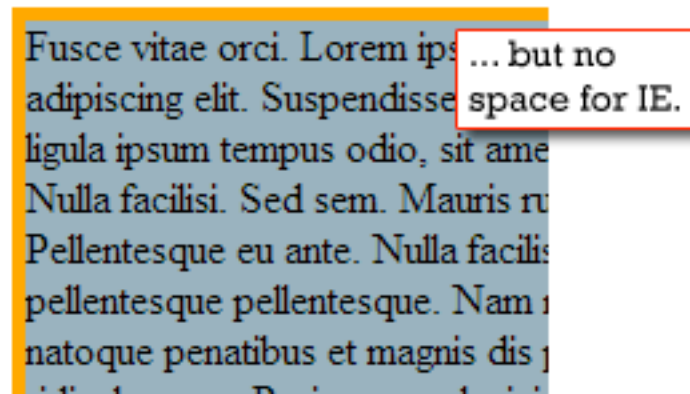 Fusce vitae orci. Lorem ips
adipiscing elit. Suspendisse
ligula ipsum tempus odio, sit ame
Nulla facilisi. Sed sem. Mauris ru
Pellentesque eu ante. Nulla facilis
pellentesque pellentesque. Nam
natoque penatibus et magnis dis
... but no
space for IE.